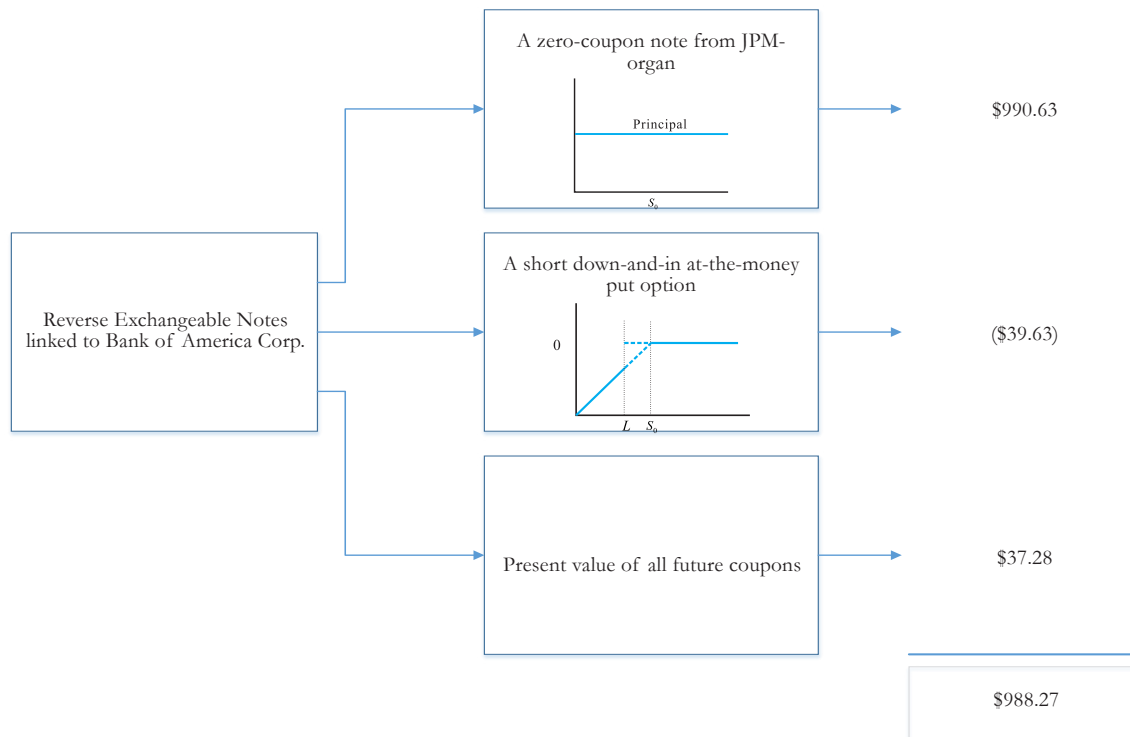 A zero-coupon note from JPM-
organ
Principal
S₀
$990.63
Reverse Exchangeable Notes
linked to Bank of America Corp.
A short down-and-in at-the-money
put option
0
L S₀
($39.63)
Present value of all future coupons
$37.28
$988.27